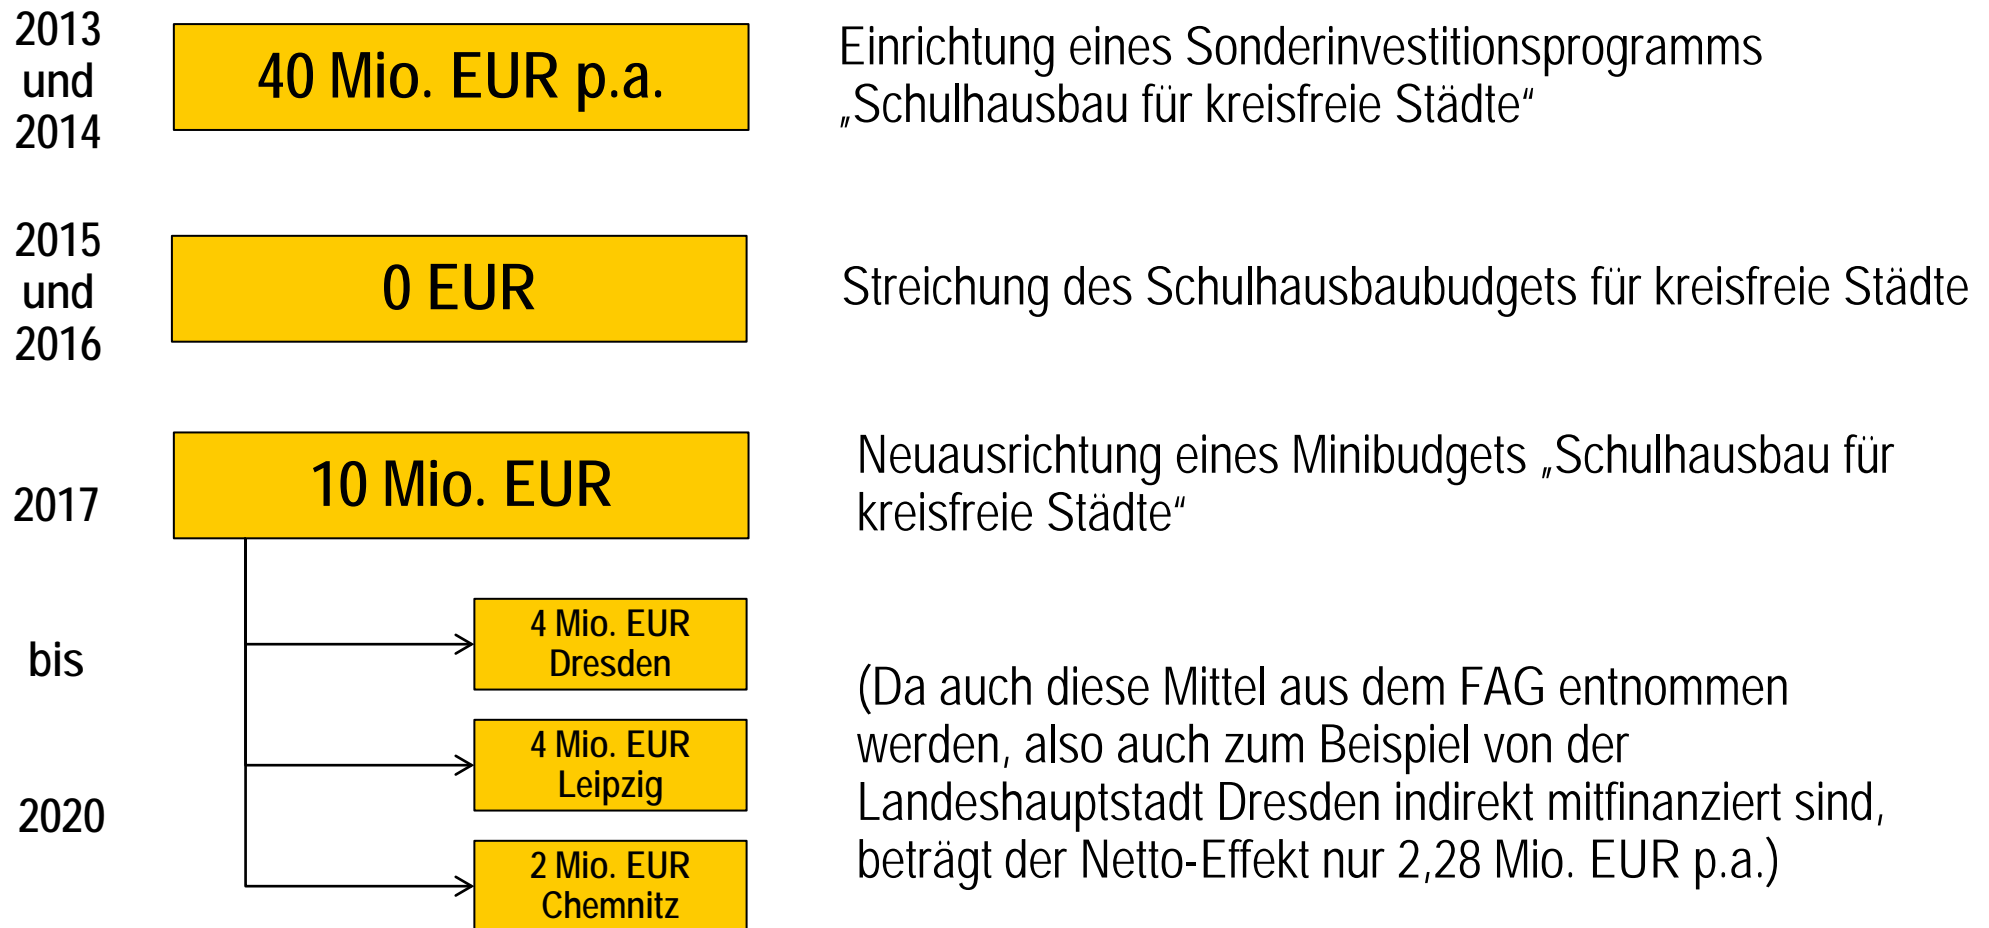 2013
und
2014
40 Mio. EUR p.a.
Einrichtung eines Sonderinvestitionsprogramms
„Schulhausbau für kreisfreie Städte“
2015
und
2016
0 EUR
Streichung des Schulhausbaubudgets für kreisfreie Städte
2017
10 Mio. EUR
Neuausrichtung eines Minibudgets „Schulhausbau für
kreisfreie Städte“
bis
4 Mio. EUR
Dresden
4 Mio. EUR
Leipzig
2020
2 Mio. EUR
Chemnitz
(Da auch diese Mittel aus dem FAG entnommen
werden, also auch zum Beispiel von der
Landeshauptstadt Dresden indirekt mitfinanziert sind,
beträgt der Netto-Effekt nur 2,28 Mio. EUR p.a.)